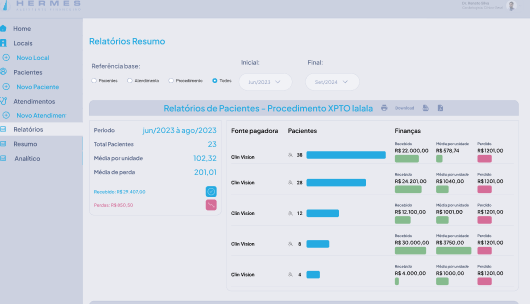 HERMES
Home
Locais
Novo Local
Pacientes
Novo Paciente
Atendimentos
Novo Atendimen
Relatórios
Resumo
Analítico
Relatórios Resumo
Referência base:
Pacientes Atendimento Procedimento Todos
Inicial: Final:
Jun/2023 Set/2024
Relatórios de Pacientes - Procedimento XPTO lalala
Download
Período jun/2023 à ago/2023
Total Pacientes 23
Média por unidade 102,32
Média de perda 201,01
Recebido: R$ 29.407,00
Perdas: R$ 650,50
Fonte pagadora Pacientes Finanças
Recebido Média por unidade Perdido
Clin Vision 38 R$ 22.000,00 R$ 578,74 R$1201,00
Recebido Média por unidade Perdido
Clin Vision 28 R$ 24.201,00 R$1040,00 R$1201,00
Recebido Média por unidade Perdido
Clin Vision 12 R$ 12.100,00 R$ 1001,00 R$1201,00
Recebido Média por unidade Perdido
Clin Vision 8 R$ 30.000,00 R$ 3750,00 R$1201,00
Recebido Média por unidade Perdido
Clin Vision 4 R$ 4.000,00 R$ 1000,00 R$1201,00